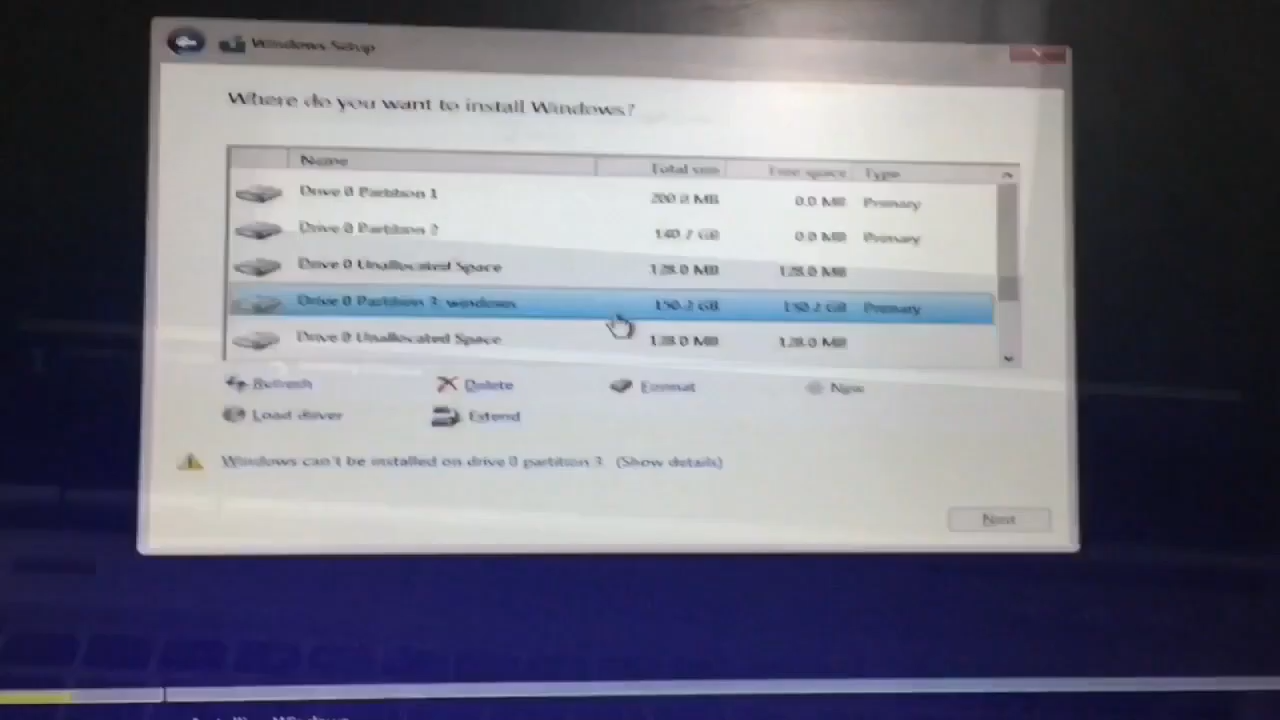 Windows Setup
Where do you want to install Windows?
Name Total size Free space Type
Drive 0 Partition 1 200.0 MB 0.0 MB Primary
Drive 0 Partition 2 140.7 GB 0.0 MB Primary
Drive 0 Unallocated Space 128.0 MB 128.0 MB
Drive 0 Partition 3: windows 150.2 GB 150.2 GB Primary
Drive 0 Unallocated Space 128.0 MB 128.0 MB
Refresh Delete Format New
Load driver Extend
Windows can't be installed on drive 0 partition 3. (Show details)
Next
Installing Windows